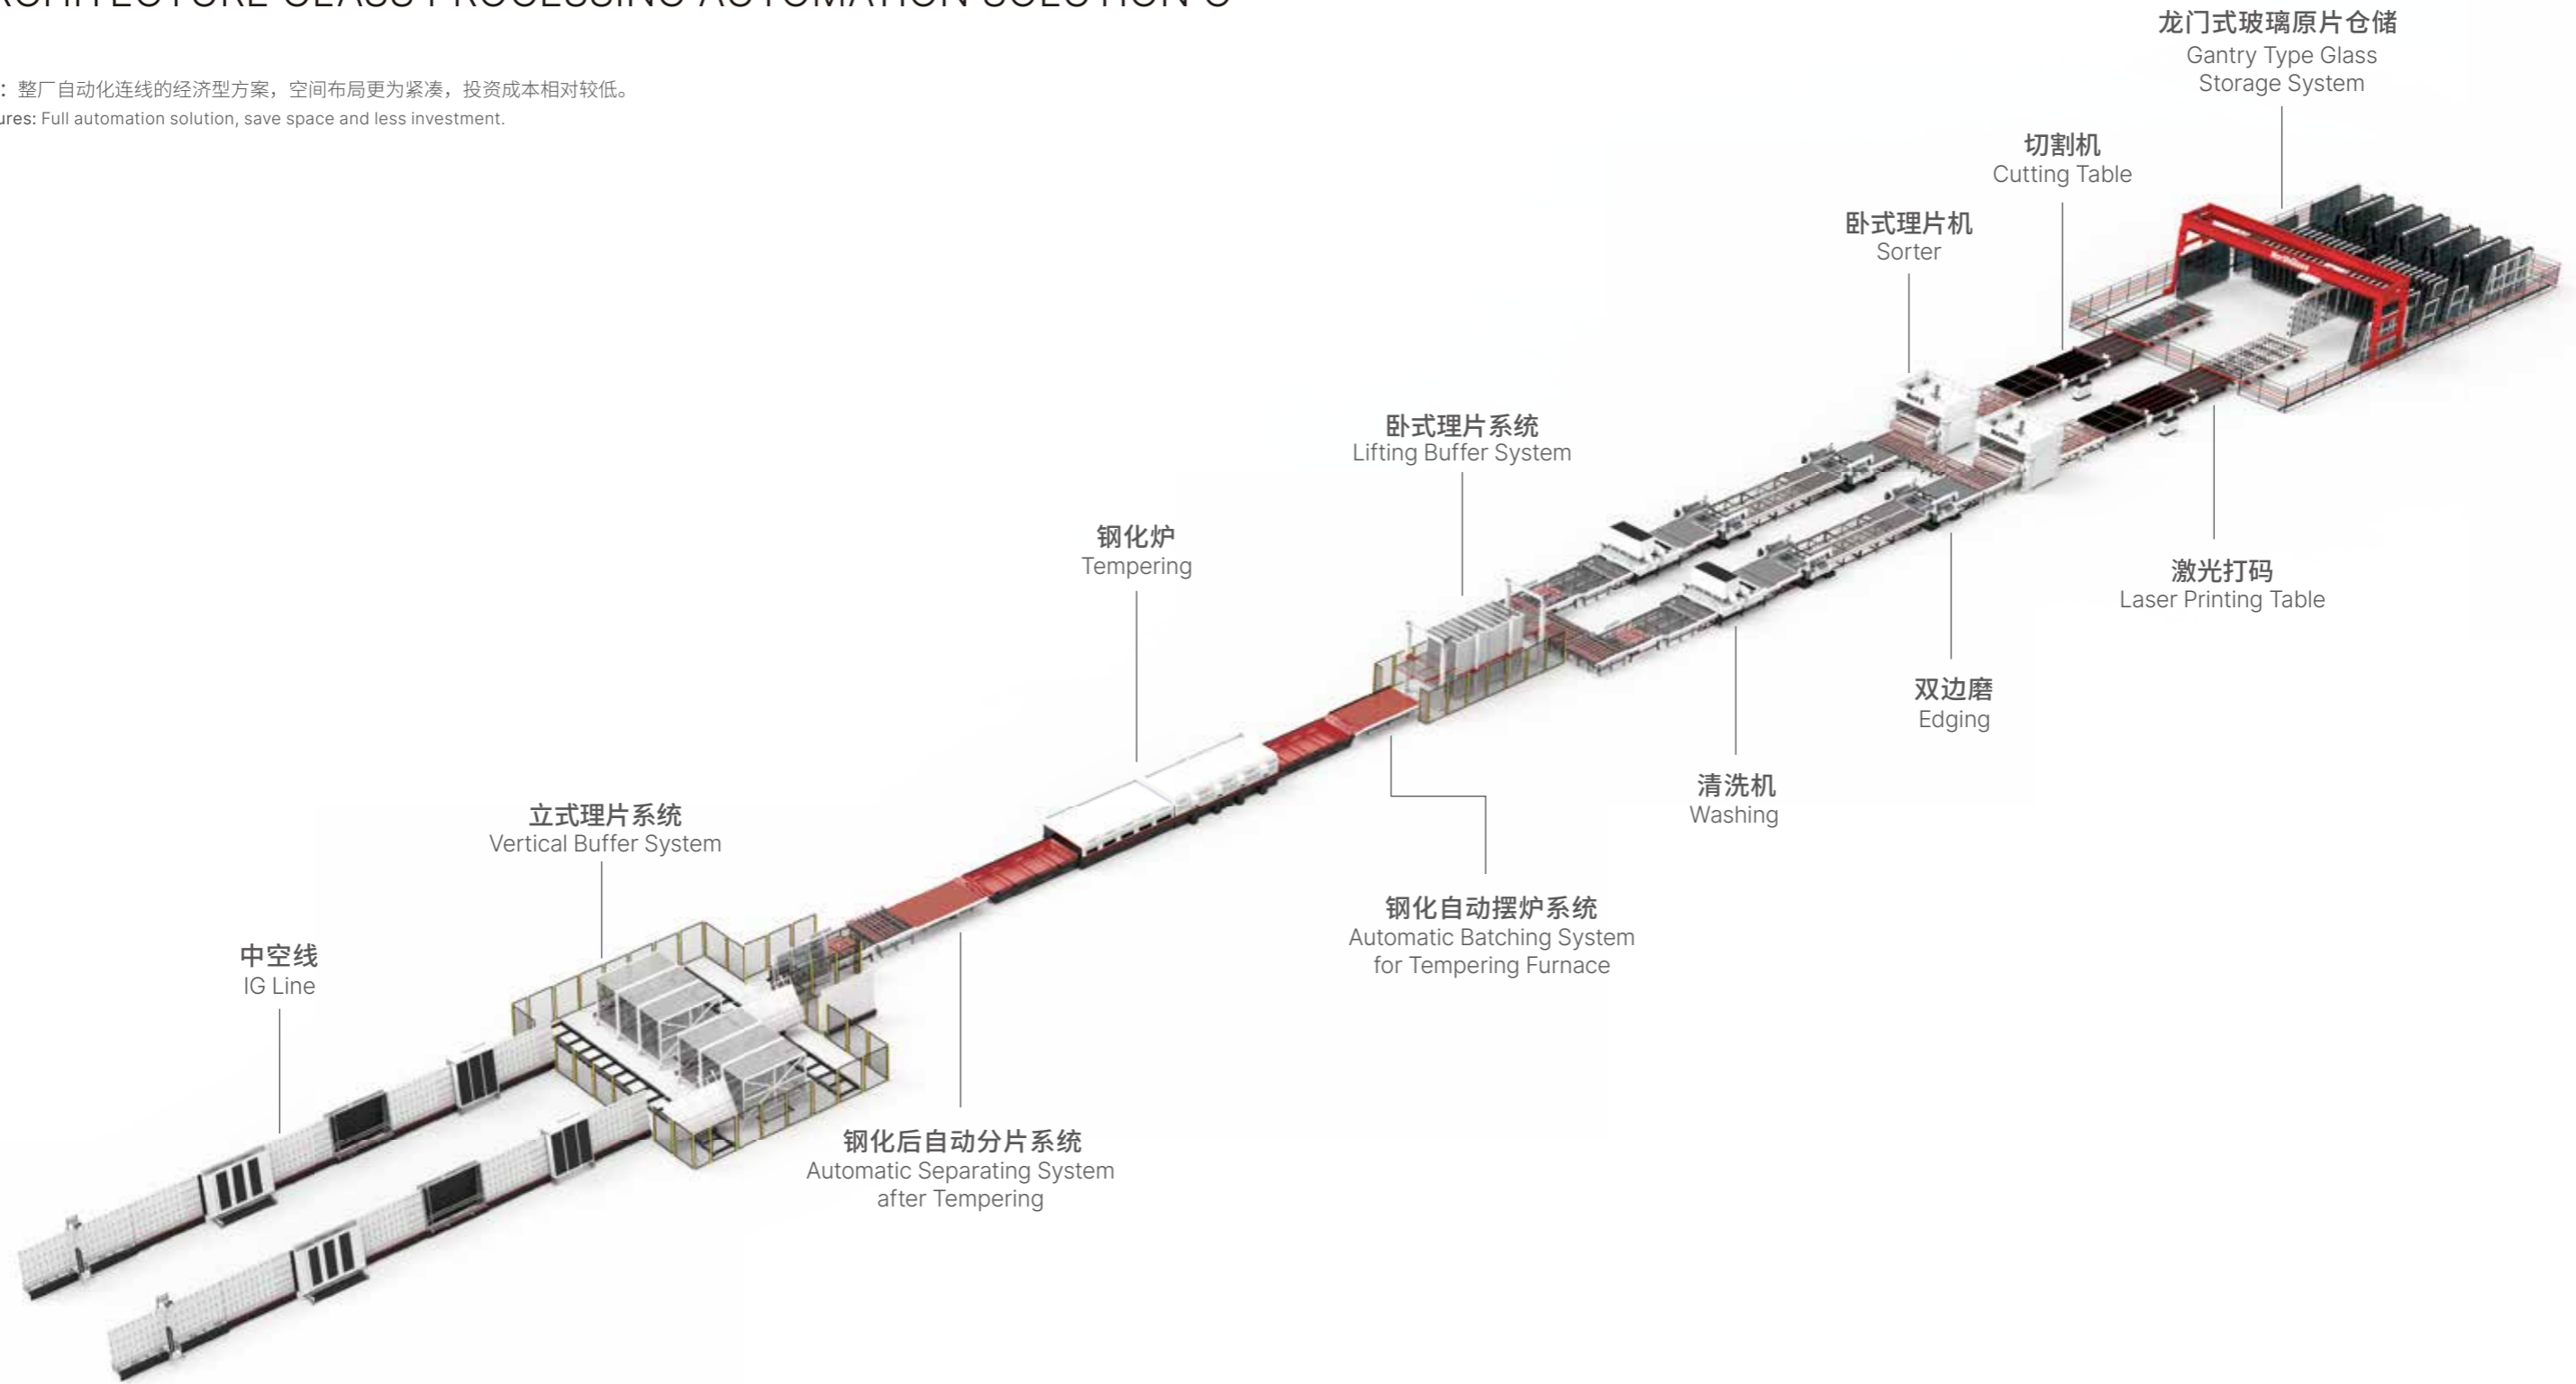 ARCHITECTURE GLASS PROCESSING AUTOMATION SOLUTION
：整厂自动化连线的经济型方案，空间布局更为紧凑，投资成本相对较低。
ures: Full automation solution, save space and less investment.
龙门式玻璃原片仓储
Gantry Type Glass
Storage System
切割机
Cutting Table
卧式理片机
Sorter
卧式理片系统
Lifting Buffer System
钢化炉
Tempering
激光打码
Laser Printing Table
双边磨
Edging
清洗机
Washing
立式理片系统
Vertical Buffer System
钢化自动摆炉系统
Automatic Batching System
for Tempering Furnace
中空线
IG Line
钢化后自动分片系统
Automatic Separating System
after Tempering